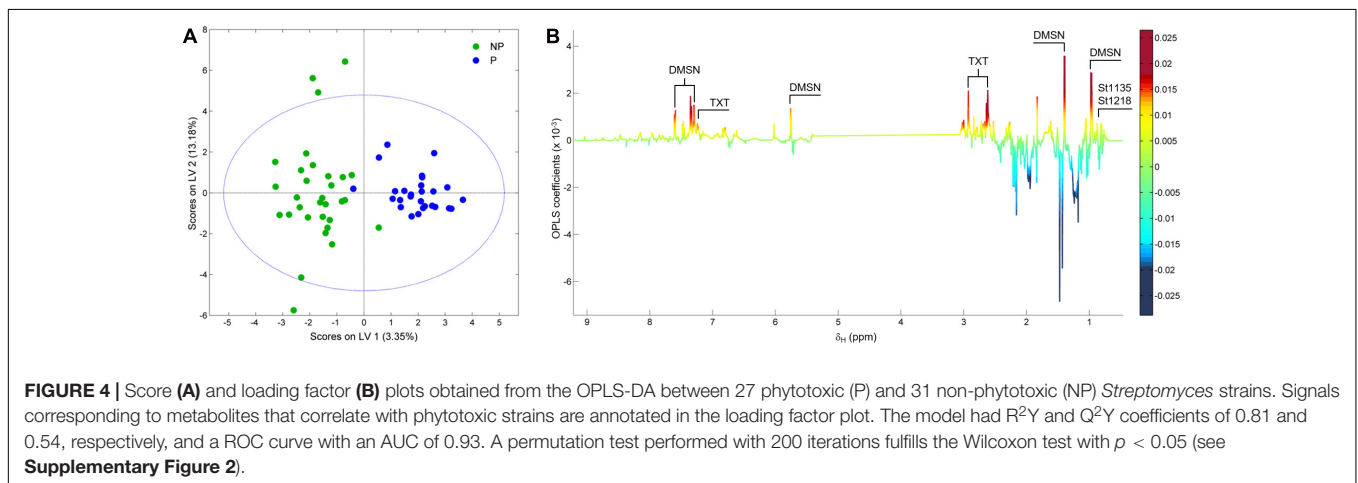 A
8
6
4
2
0
-2
-4
-6
Scores on LV 2 (13.18%)
NP
P
-5 -4 -3 -2 -1 0 1 2 3 4 5
Scores on LV 1 (3.35%)
B
4
2
0
-2
-4
-6
OPLS coefficients (x 10-3)
DMSN
TXT
DMSN
TXT
DMSN
DMSN
St1135
St1218
9 8 7 6 5 4 3 2 1
δH (ppm)
0.025
0.02
0.015
0.01
0.005
0
-0.005
-0.01
-0.015
-0.02
-0.025
FIGURE 4 | Score (A) and loading factor (B) plots obtained from the OPLS-DA between 27 phytotoxic (P) and 31 non-phytotoxic (NP) Streptomyces strains. Signals
corresponding to metabolites that correlate with phytotoxic strains are annotated in the loading factor plot. The model had R²Y and Q²Y coefficients of 0.81 and
0.54, respectively, and a ROC curve with an AUC of 0.93. A permutation test performed with 200 iterations fulfills the Wilcoxon test with p < 0.05 (see
Supplementary Figure 2).